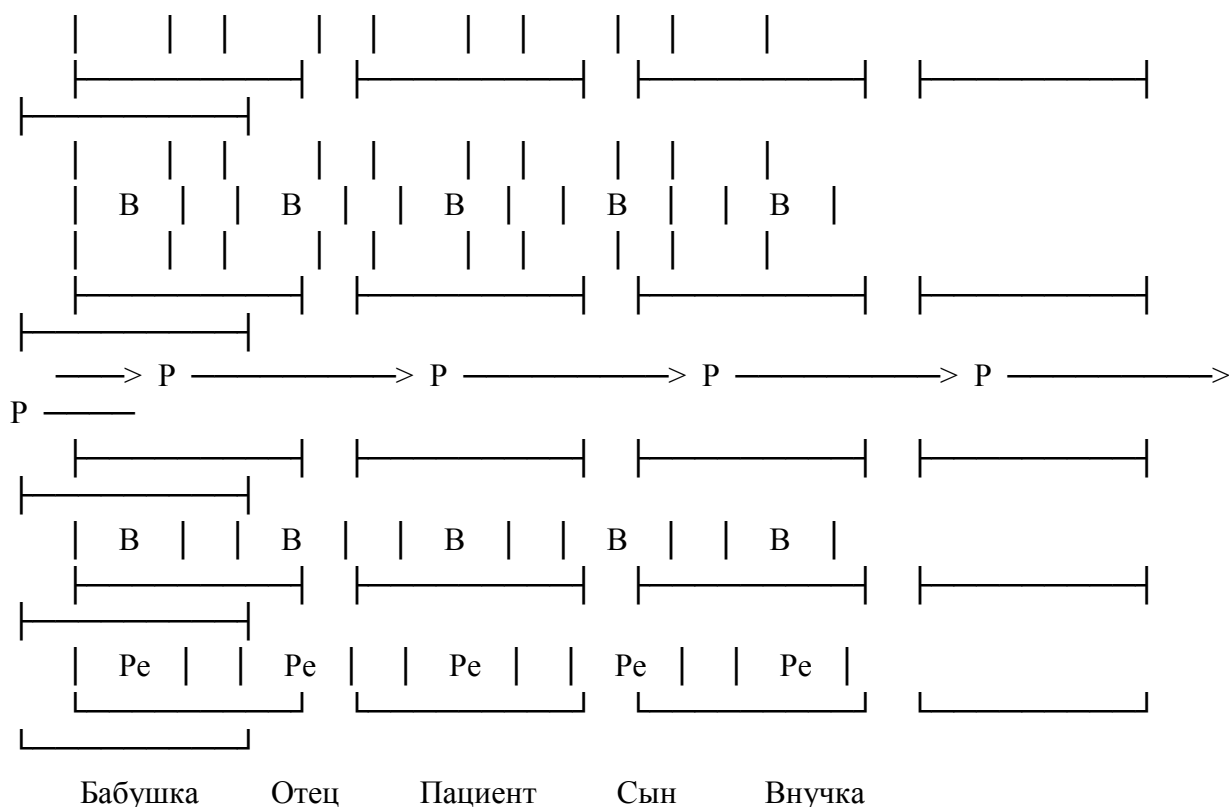 В В В В В
> Р > Р > Р > Р >
Р
В В В В В
Ре Ре Ре Ре Ре
Бабушка Отец Пациент Сын Внучка